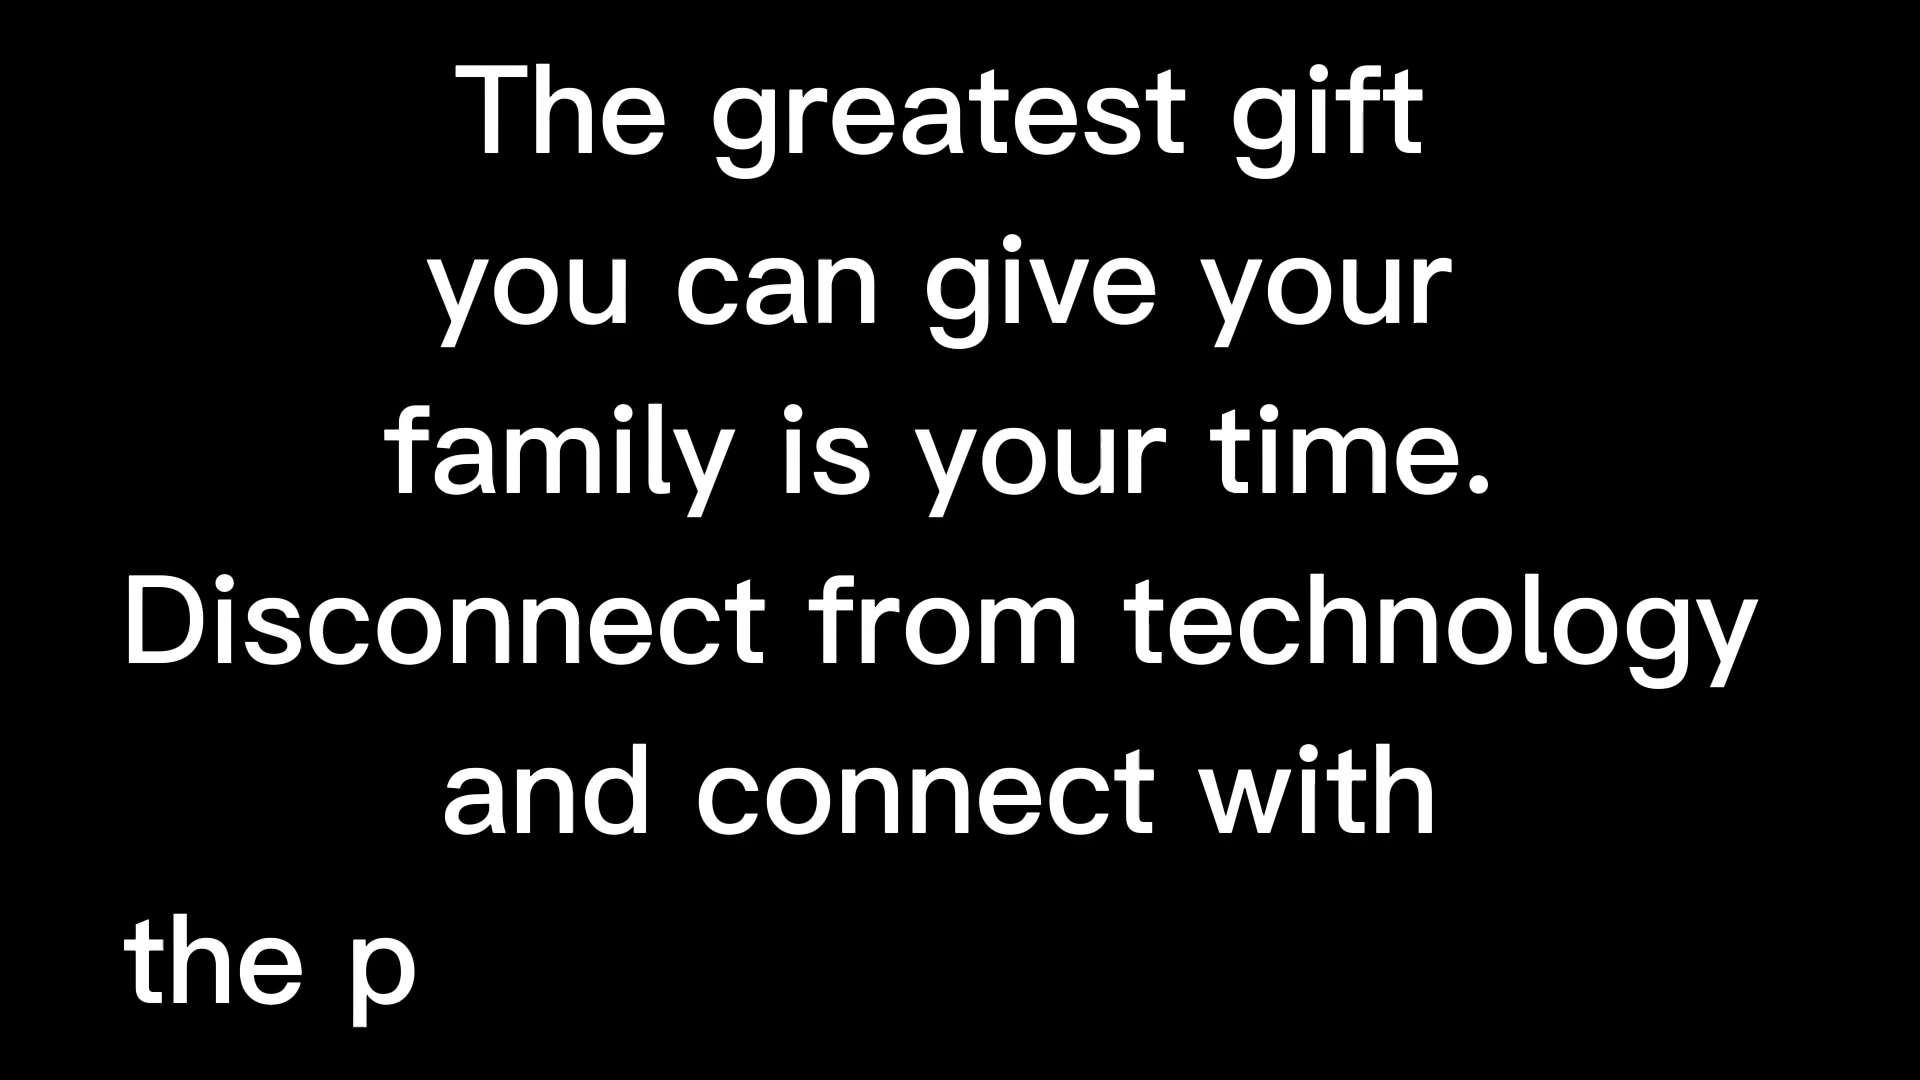 The greatest gift
you can give your
family is your time.
Disconnect from technology
and connect with
the p